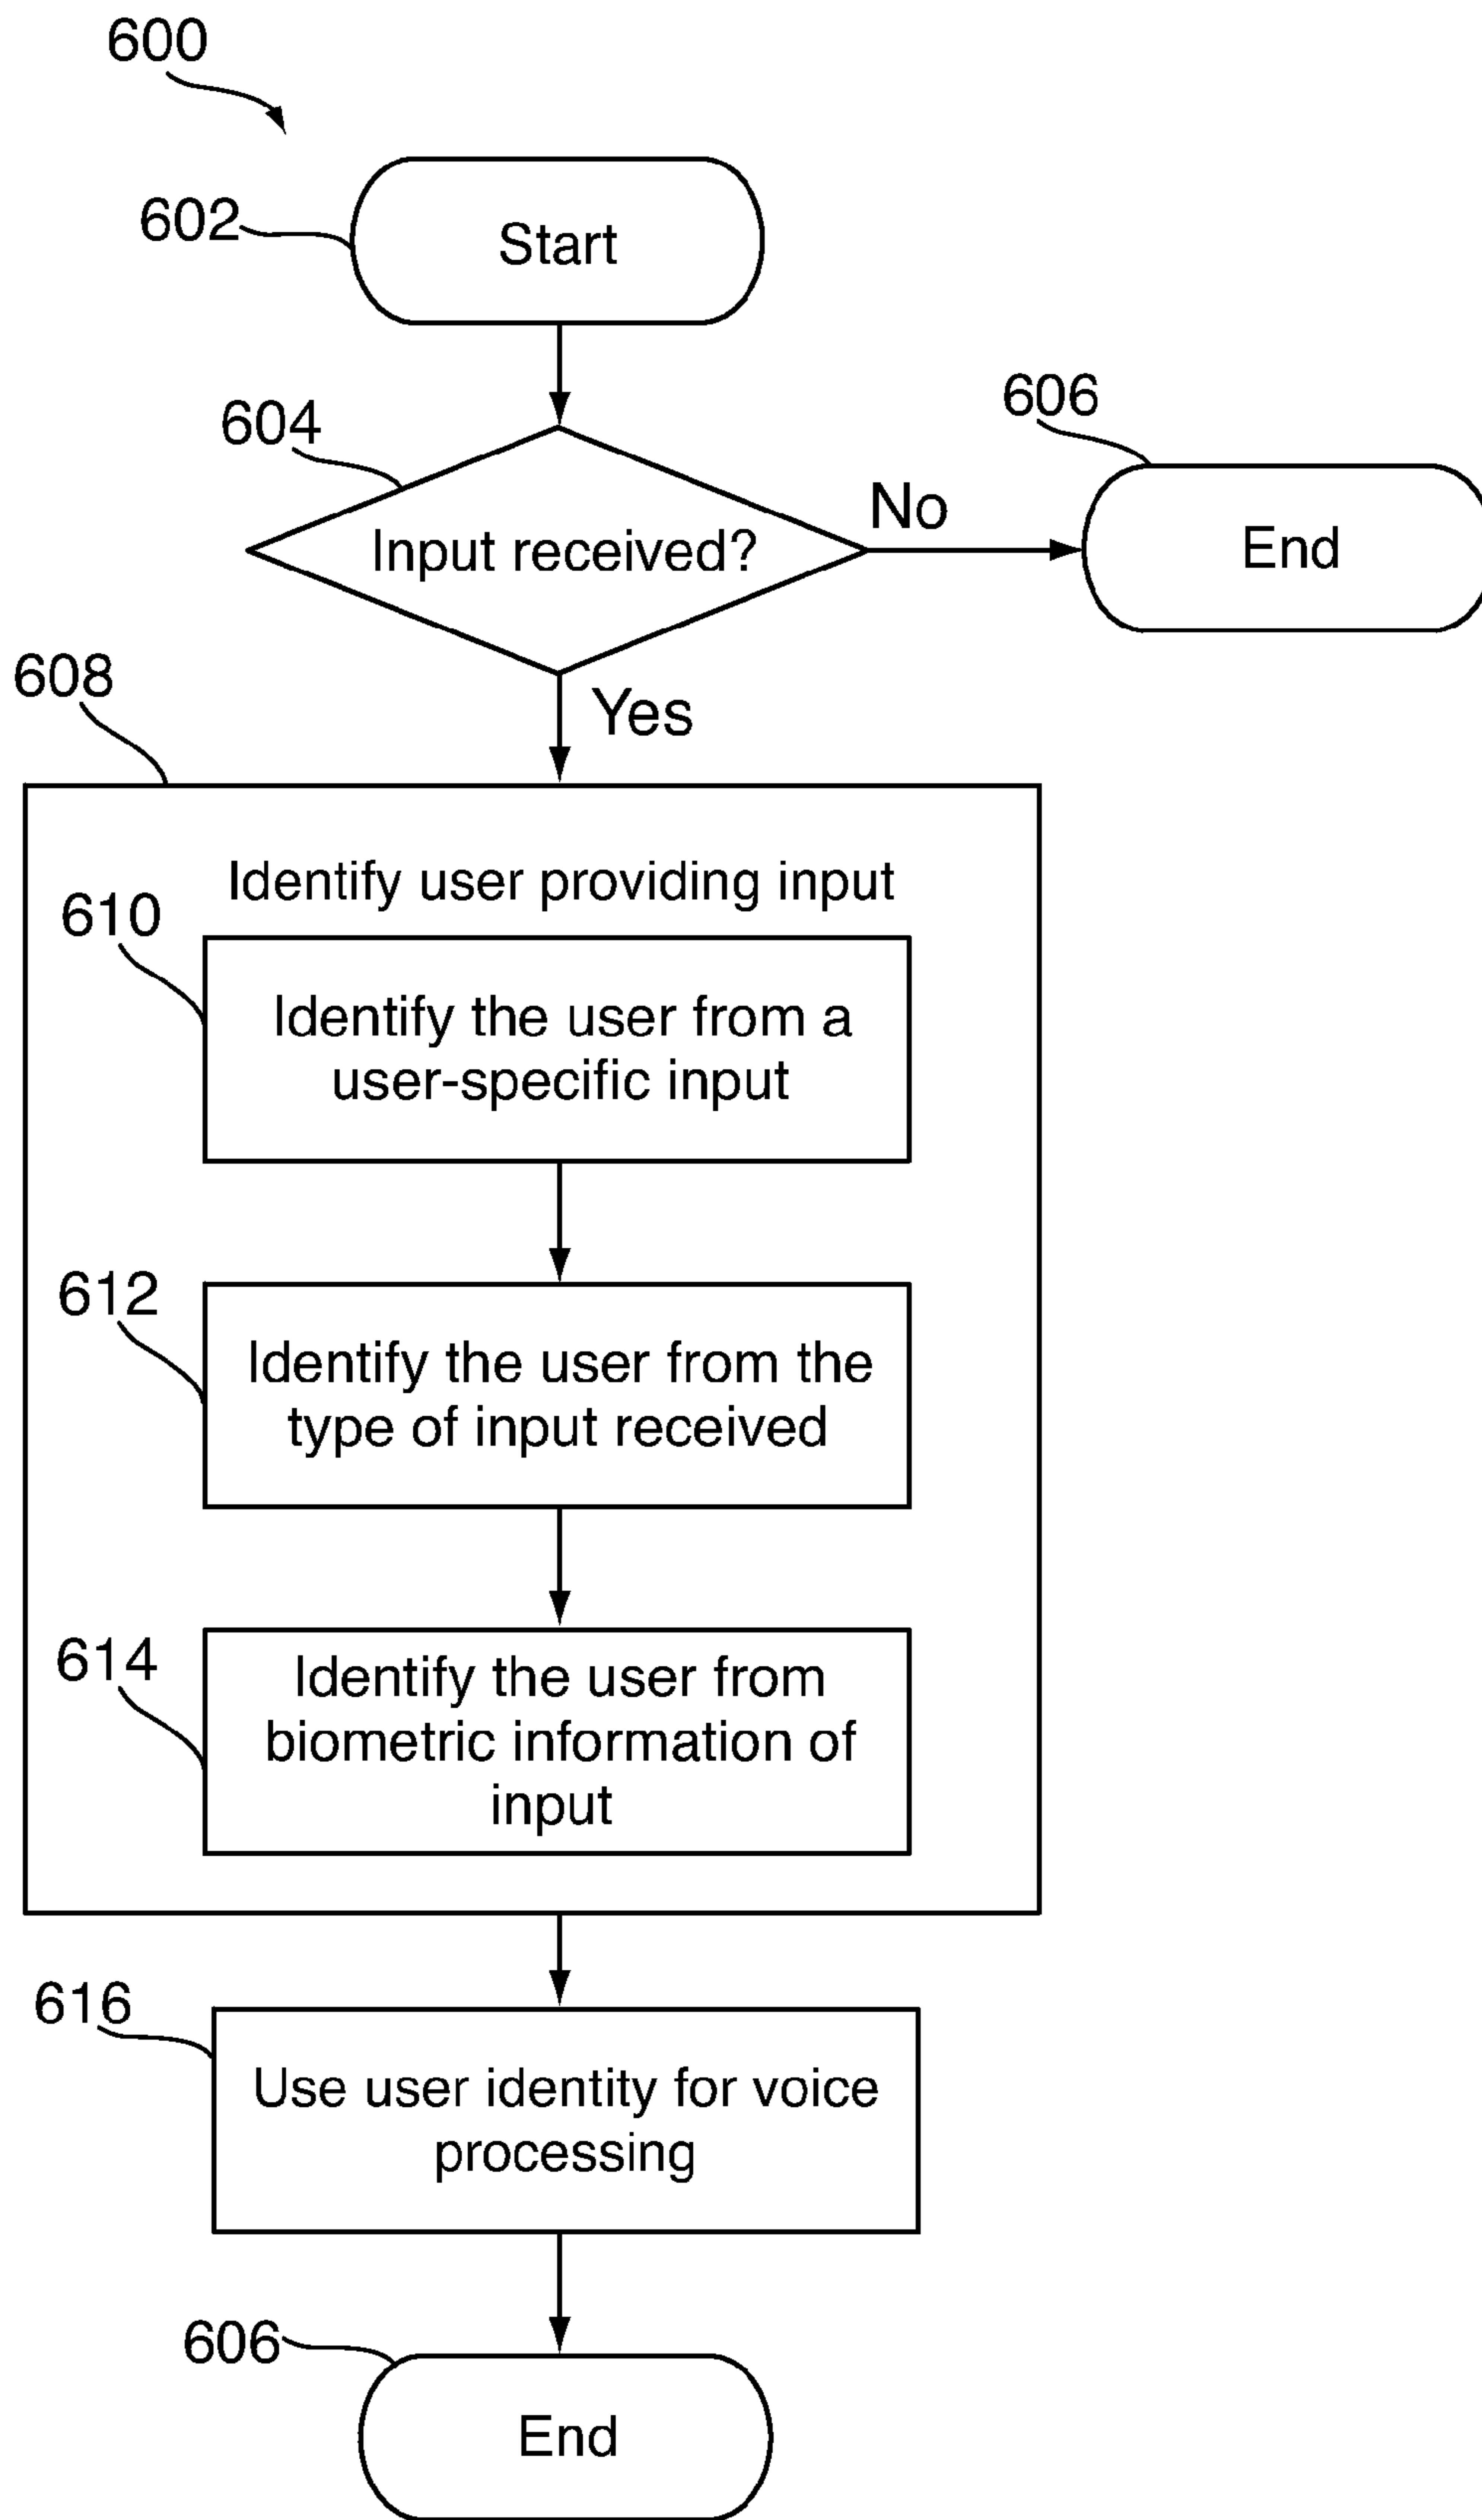 600
602
Start
604
Input received?
No
606
End
Yes
608
Identify user providing input
610
Identify the user from a
user-specific input
612
Identify the user from the
type of input received
614
Identify the user from
biometric information of
input
616
Use user identity for voice
processing
606
End